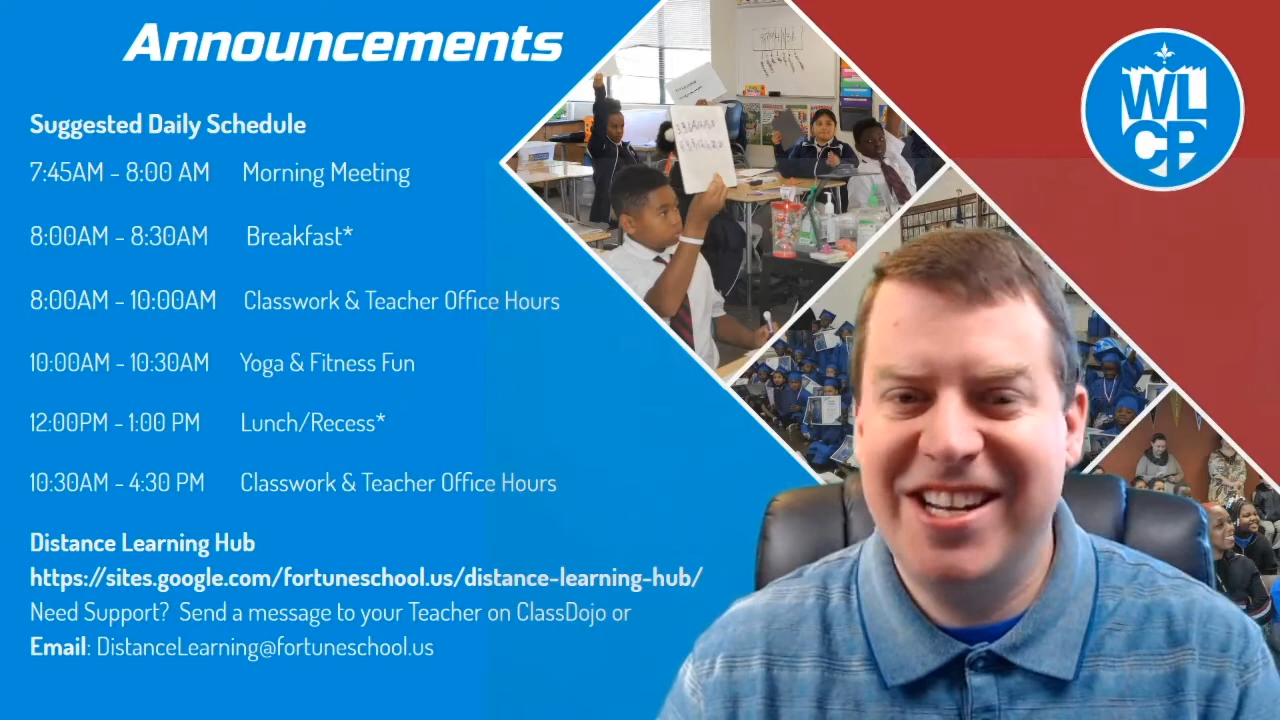 Announcements
Suggested Daily Schedule
7:45AM - 8:00 AM Morning Meeting
8:00AM - 8:30AM Breakfast*
8:00AM - 10:00AM Classwork & Teacher Office Hours
10:00AM - 10:30AM Yoga & Fitness Fun
12:00PM - 1:00 PM Lunch/Recess*
10:30AM - 4:30 PM Classwork & Teacher Office Hours
Distance Learning Hub
https://sites.google.com/fortuneschool.us/distance-learning-hub/
Need Support? Send a message to your Teacher on ClassDojo or
Email: DistanceLearning@fortuneschool.us
WL
CP